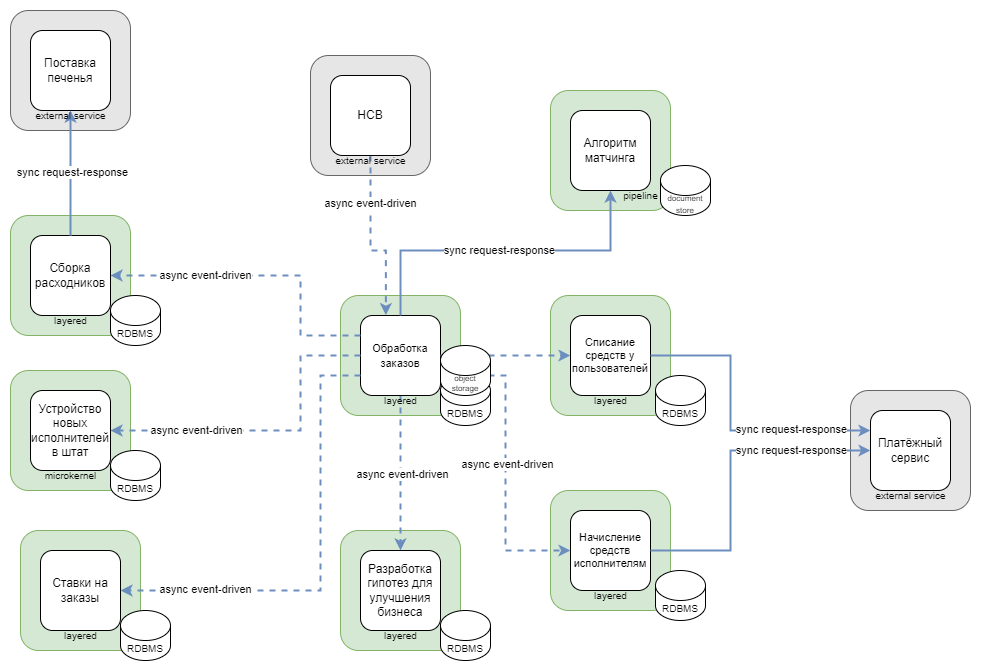 Поставка
печенья
external service
sync request-response
Сборка
расходников
layered
RDBMS
НСВ
external service
async event-driven
Алгоритм
матчинга
pipeline
document
store
sync request-response
async event-driven
Обработка
заказов
layered
object
storage
RDBMS
Списание
средств у
пользователей
layered
RDBMS
Устройство
новых
исполнителей
в штат
microkernel
RDBMS
async event-driven
async event-driven
async event-driven
sync request-response
sync request-response
Платёжный
сервис
external service
Начисление
средств
исполнителям
layered
RDBMS
Ставки на
заказы
layered
RDBMS
async event-driven
Разработка
гипотез для
улучшения
бизнеса
layered
RDBMS